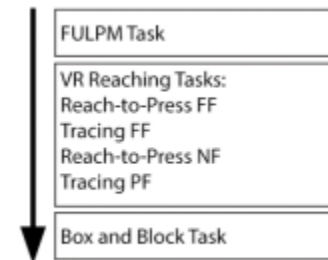 FULPM Task
VR Reaching Tasks:
Reach-to-Press FF
Tracing FF
Reach-to-Press NF
Tracing PF
Box and Block Task